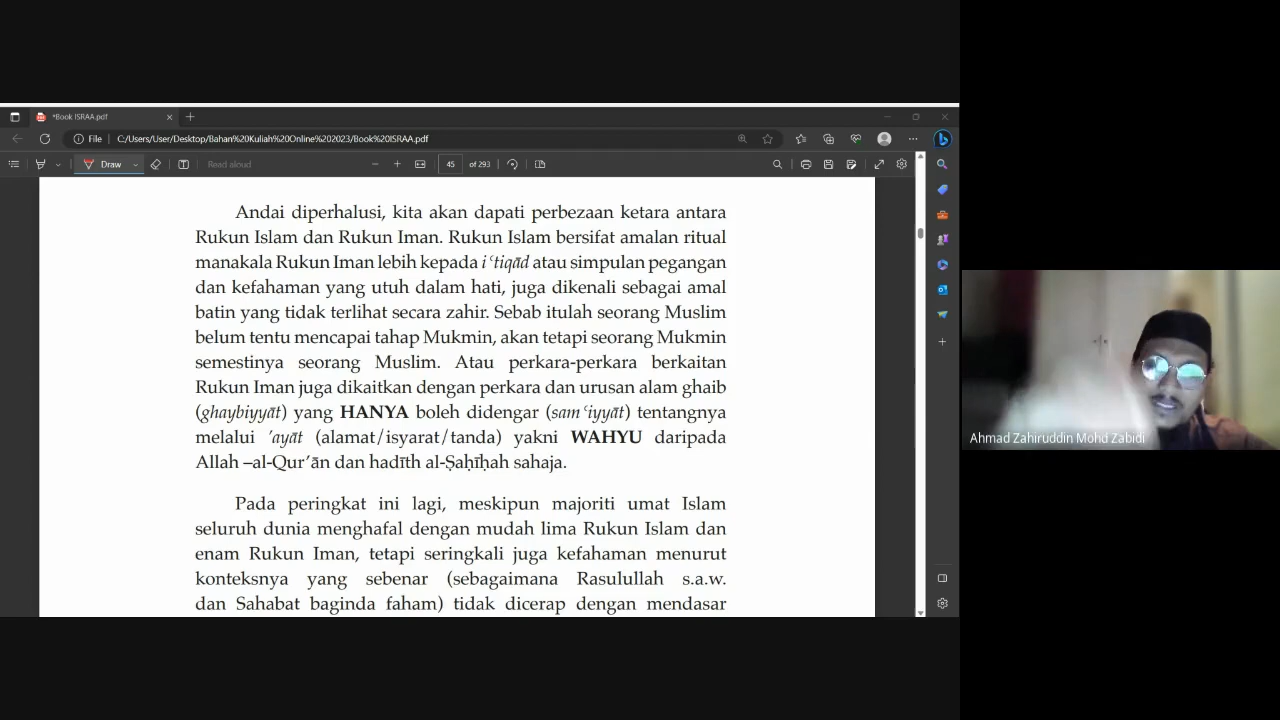 *Book ISRAA.pdf
File C:/Users/User/Desktop/Bahan%20Kuliah%20Online%202023/Book%20ISRAA.pdf
Draw Read aloud 45 of 293
Andai diperhalusi, kita akan dapati perbezaan ketara antara
Rukun Islam dan Rukun Iman. Rukun Islam bersifat amalan ritual
manakala Rukun Iman lebih kepada i ʿtiqād atau simpulan pegangan
dan kefahaman yang utuh dalam hati, juga dikenali sebagai amal
batin yang tidak terlihat secara zahir. Sebab itulah seorang Muslim
belum tentu mencapai tahap Mukmin, akan tetapi seorang Mukmin
semestinya seorang Muslim. Atau perkara-perkara berkaitan
Rukun Iman juga dikaitkan dengan perkara dan urusan alam ghaib
(ghaybiyyāt) yang HANYA boleh didengar (sam ʿiyyāt) tentangnya
melalui ʾayāt (alamat/isyarat/tanda) yakni WAHYU daripada
Allah –al-Qurʾān dan hadīth al-Ṣaḥīḥah sahaja.
Pada peringkat ini lagi, meskipun majoriti umat Islam
seluruh dunia menghafal dengan mudah lima Rukun Islam dan
enam Rukun Iman, tetapi seringkali juga kefahaman menurut
konteksnya yang sebenar (sebagaimana Rasulullah s.a.w.
dan Sahabat baginda faham) tidak dicerap dengan mendasar
Ahmad Zahiruddin Mohd Zabidi